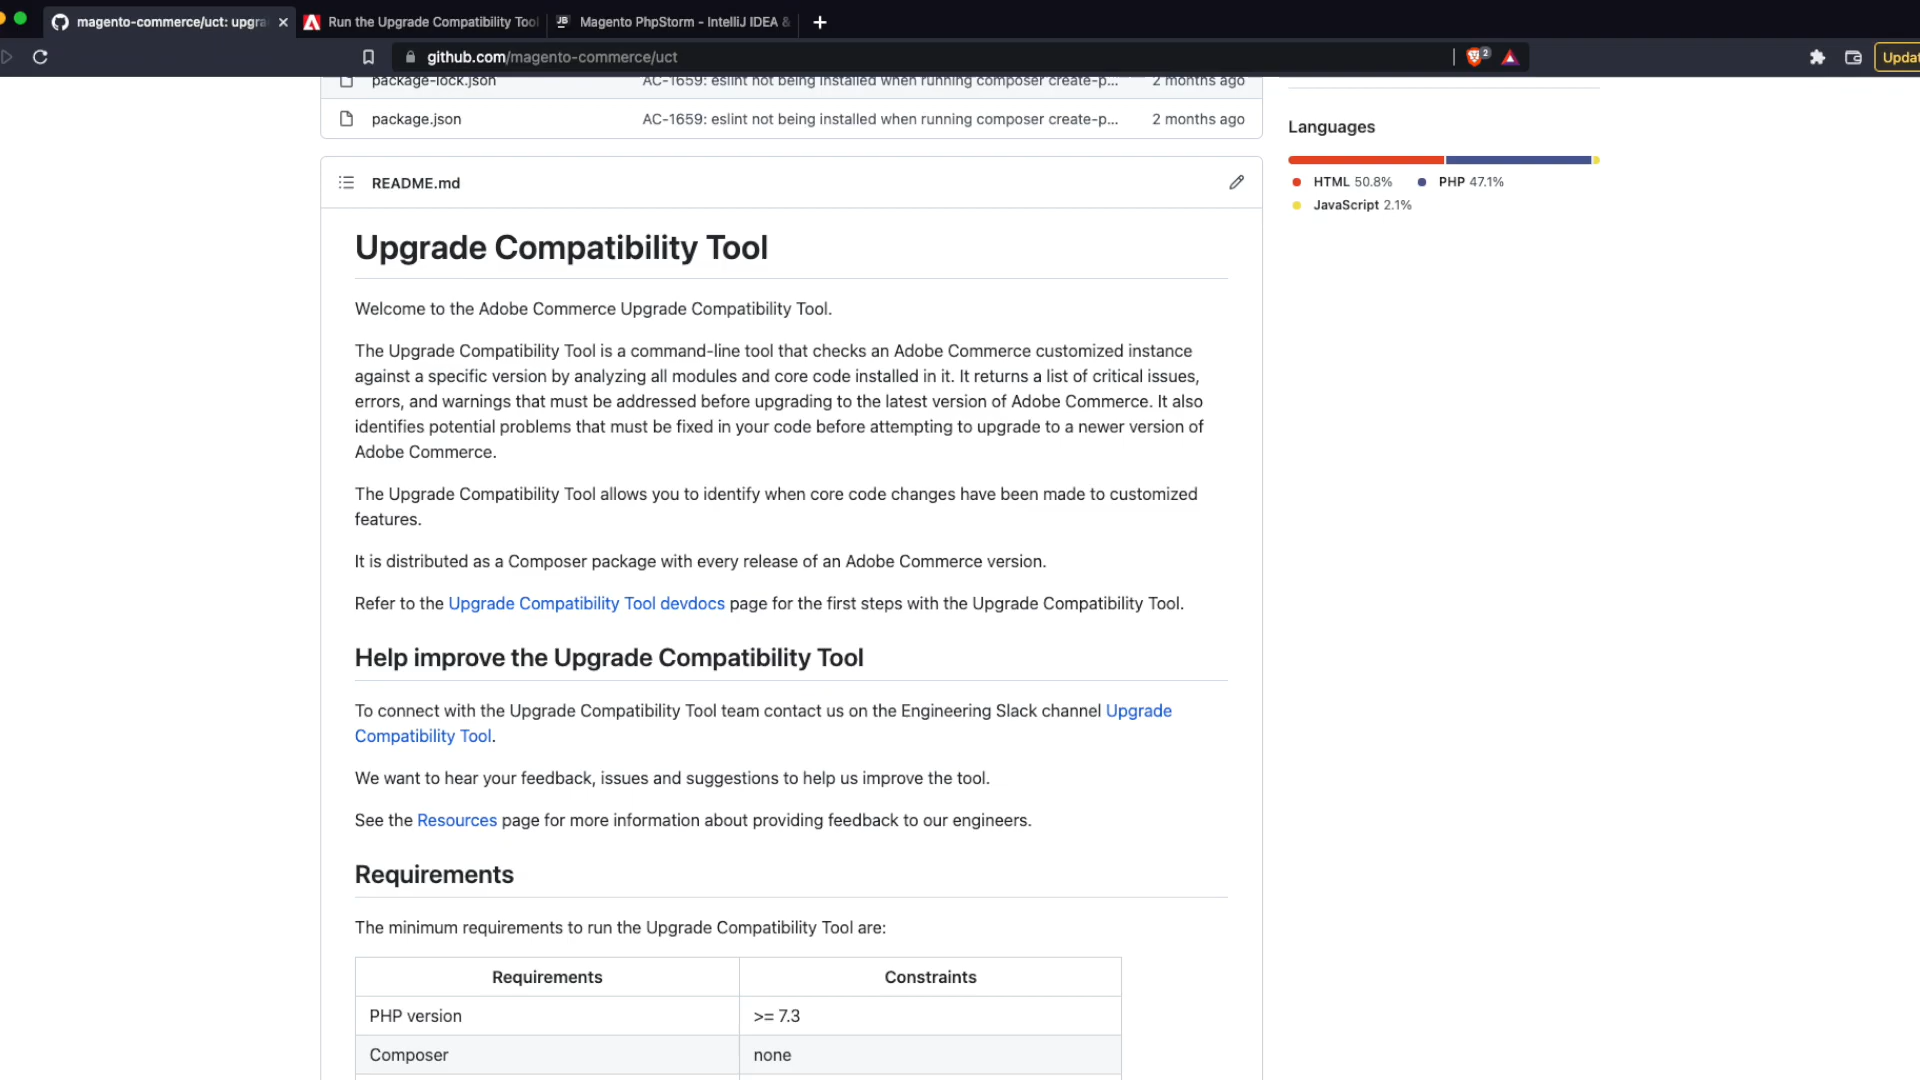 magento-commerce/uct: upgra
Run the Upgrade Compatibility Tool
JB Magento PhpStorm - IntelliJ IDEA &
github.com/magento-commerce/uct
2
Updat
package-lock.json AC-1659: eslint not being installed when running composer create-p... 2 months ago
package.json AC-1659: eslint not being installed when running composer create-p... 2 months ago
Languages
HTML 50.8% PHP 47.1%
JavaScript 2.1%
README.md
Upgrade Compatibility Tool
Welcome to the Adobe Commerce Upgrade Compatibility Tool.
The Upgrade Compatibility Tool is a command-line tool that checks an Adobe Commerce customized instance
against a specific version by analyzing all modules and core code installed in it. It returns a list of critical issues,
errors, and warnings that must be addressed before upgrading to the latest version of Adobe Commerce. It also
identifies potential problems that must be fixed in your code before attempting to upgrade to a newer version of
Adobe Commerce.
The Upgrade Compatibility Tool allows you to identify when core code changes have been made to customized
features.
It is distributed as a Composer package with every release of an Adobe Commerce version.
Refer to the Upgrade Compatibility Tool devdocs page for the first steps with the Upgrade Compatibility Tool.
Help improve the Upgrade Compatibility Tool
To connect with the Upgrade Compatibility Tool team contact us on the Engineering Slack channel Upgrade
Compatibility Tool.
We want to hear your feedback, issues and suggestions to help us improve the tool.
See the Resources page for more information about providing feedback to our engineers.
Requirements
The minimum requirements to run the Upgrade Compatibility Tool are:
Requirements Constraints
PHP version >= 7.3
Composer none